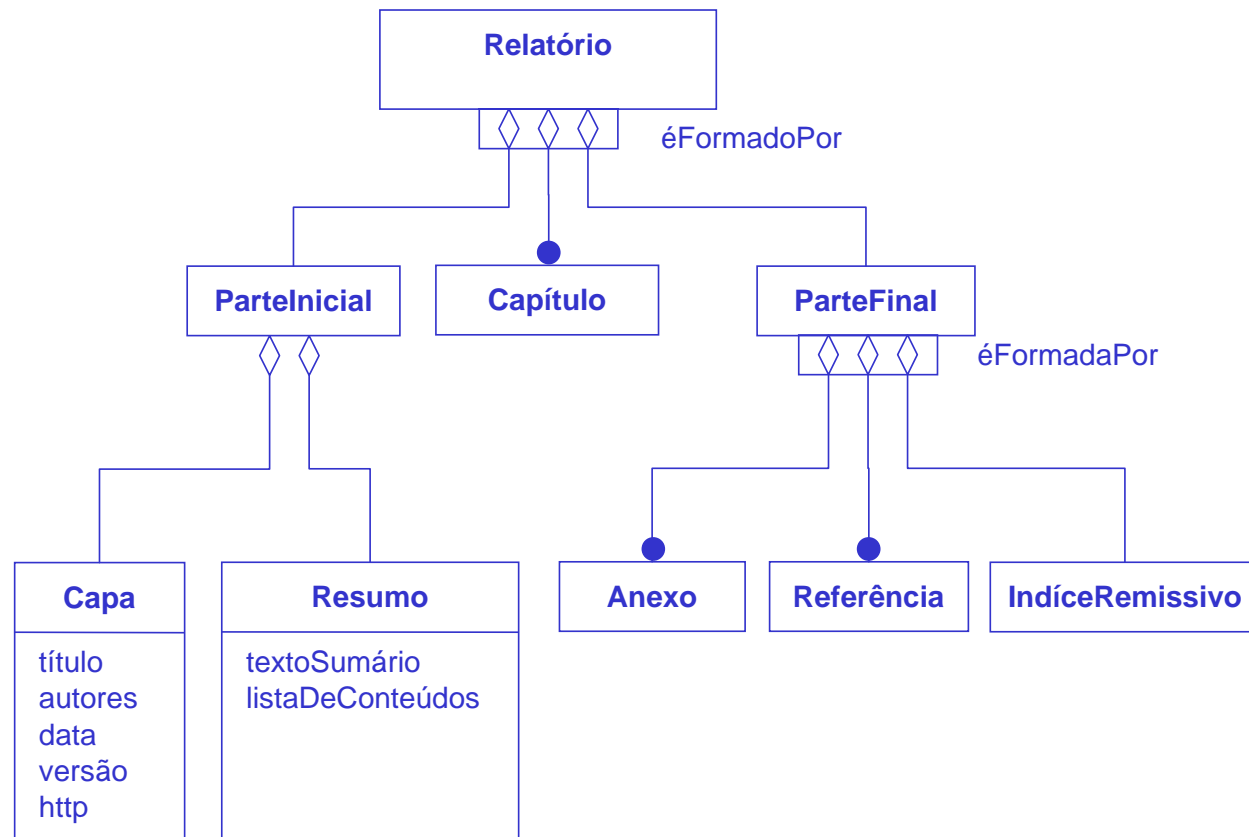 Relatório
éFormadoPor
ParteInicial
Capítulo
ParteFinal
éFormadaPor
Capa
Resumo
Anexo
Referência
IndíceRemissivo
título
autores
data
versão
http
textoSumário
listaDeConteúdos